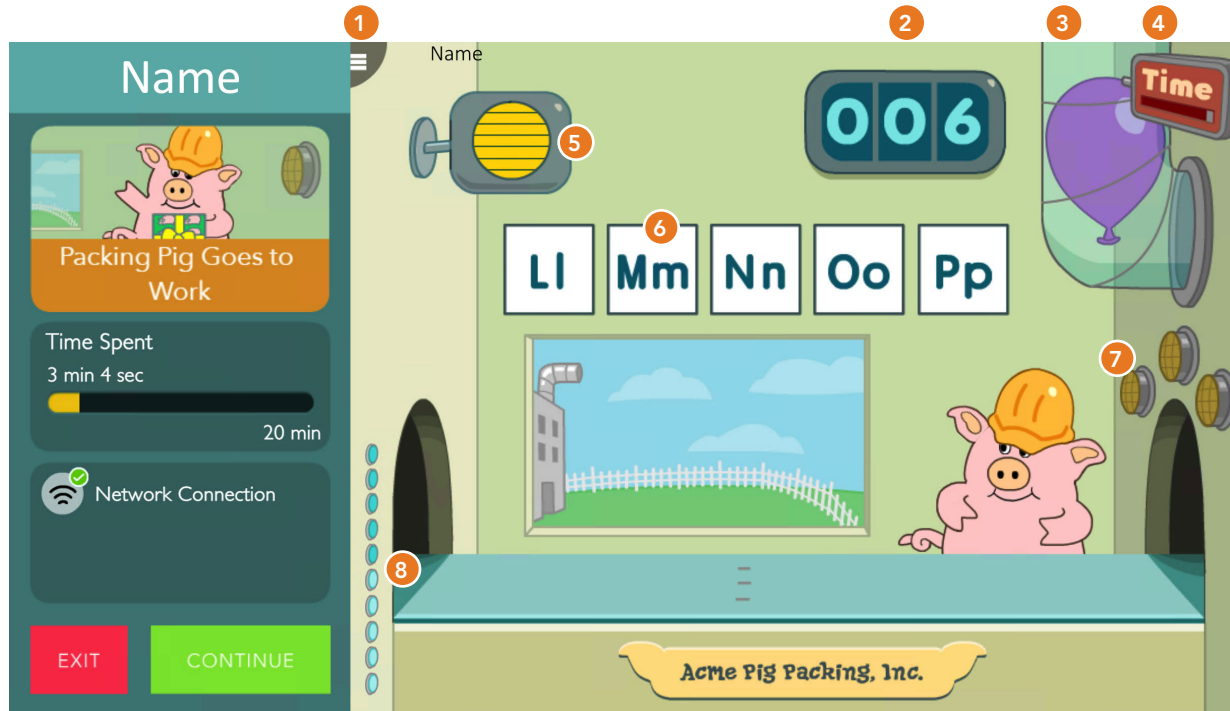 1
2
3
4
Name
Name
Time
006
5
6
Packing Pig Goes to
Work
Ll Mm Nn Oo Pp
Time Spent
3 min 4 sec
20 min
7
Network Connection
8
EXIT
CONTINUE
Acme Pig Packing, Inc.